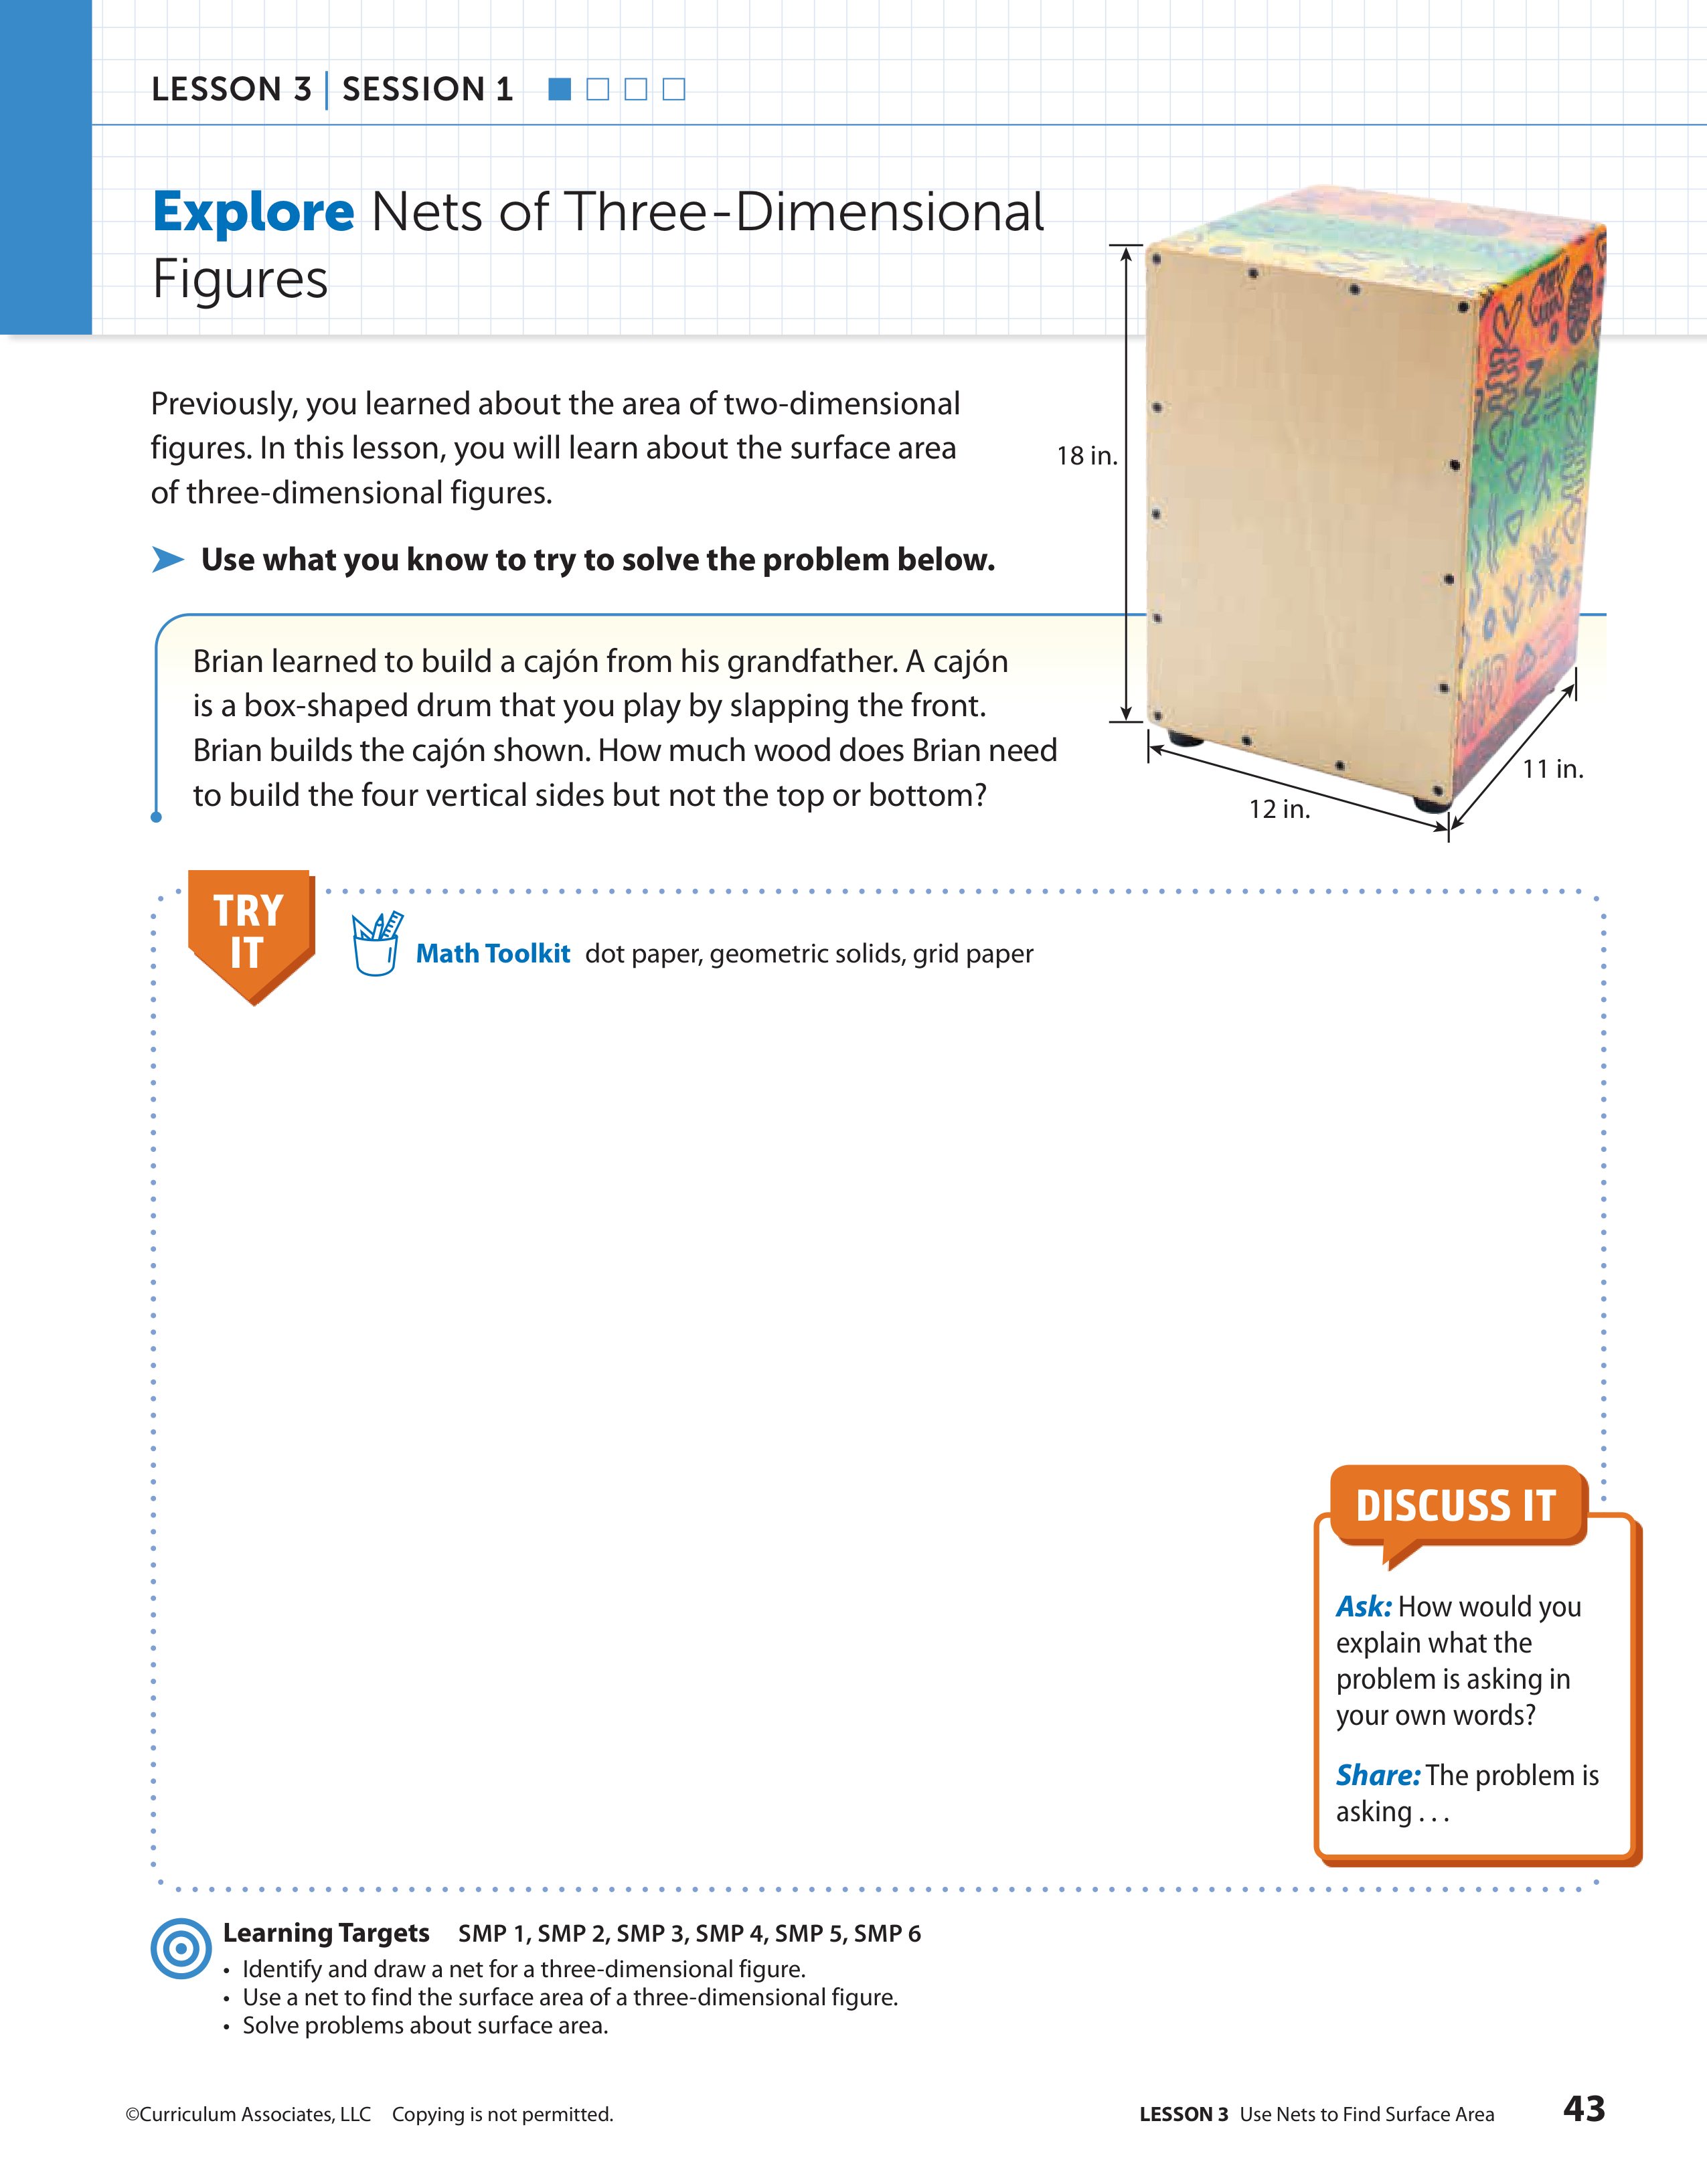 LESSON 3 | SESSION 1
Explore Nets of Three-Dimensional
Figures
Previously, you learned about the area of two-dimensional
figures. In this lesson, you will learn about the surface area
of three-dimensional figures.
Use what you know to try to solve the problem below.
Brian learned to build a cajón from his grandfather. A cajón
is a box-shaped drum that you play by slapping the front.
Brian builds the cajón shown. How much wood does Brian need
to build the four vertical sides but not the top or bottom?
18 in.
12 in.
11 in.
TRY
IT
Math Toolkit dot paper, geometric solids, grid paper
DISCUSS IT
Ask: How would you
explain what the
problem is asking in
your own words?
Share: The problem is
asking . . .
Learning Targets SMP 1, SMP 2, SMP 3, SMP 4, SMP 5, SMP 6
• Identify and draw a net for a three-dimensional figure.
• Use a net to find the surface area of a three-dimensional figure.
• Solve problems about surface area.
©Curriculum Associates, LLC Copying is not permitted.
LESSON 3 Use Nets to Find Surface Area 43